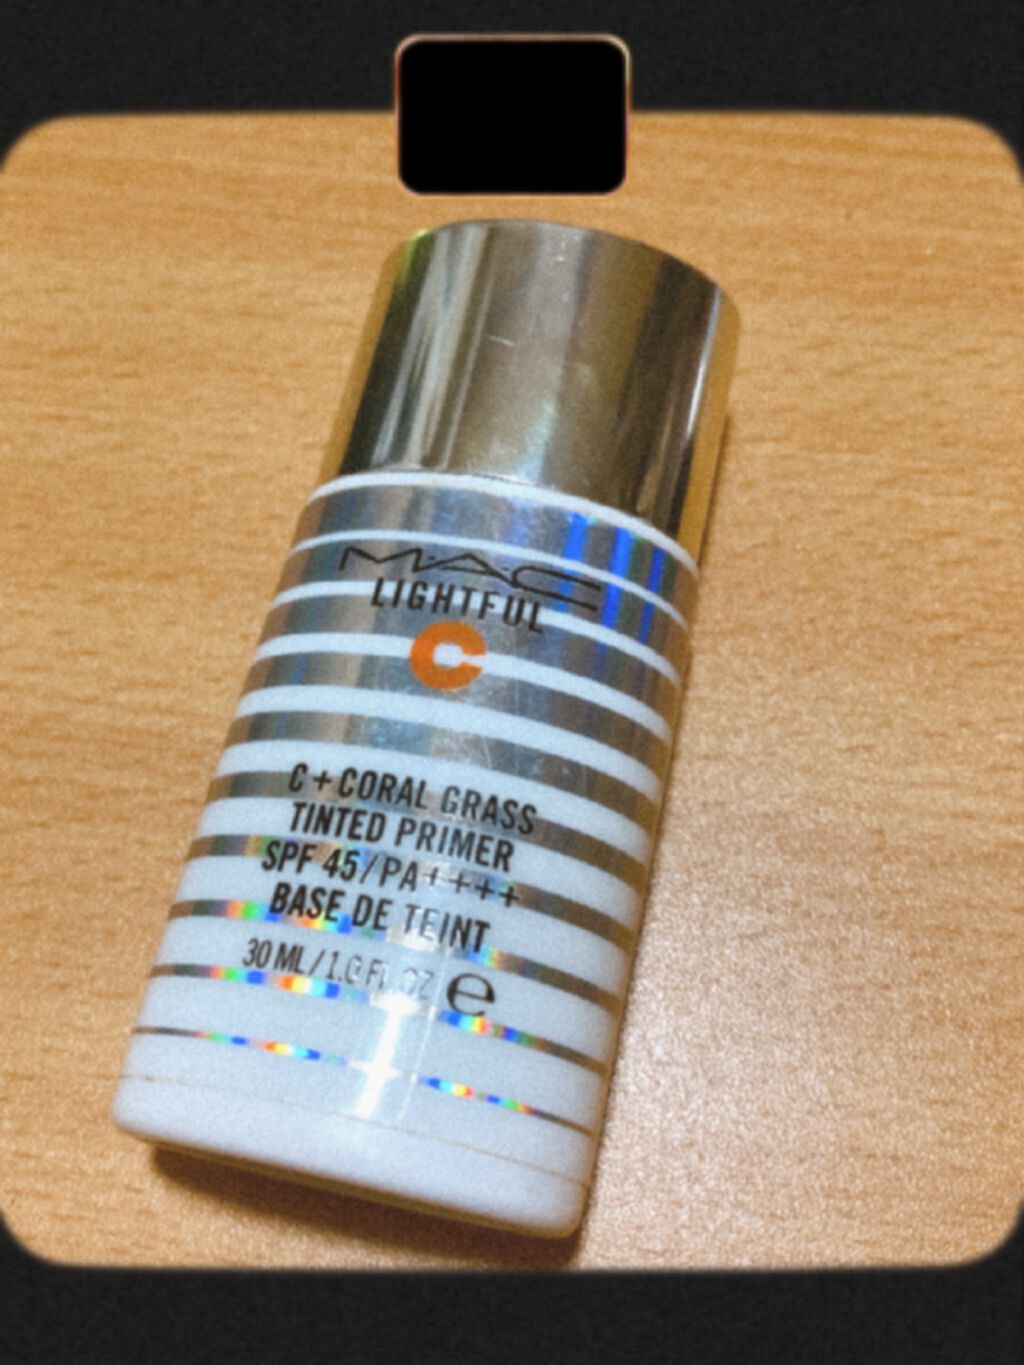 MAC
LIGHTFUL
C
C + CORAL GRASS
TINTED PRIMER
SPF 45/PA++++
BASE DE TEINT
30 ML/1.0 FL OZ e